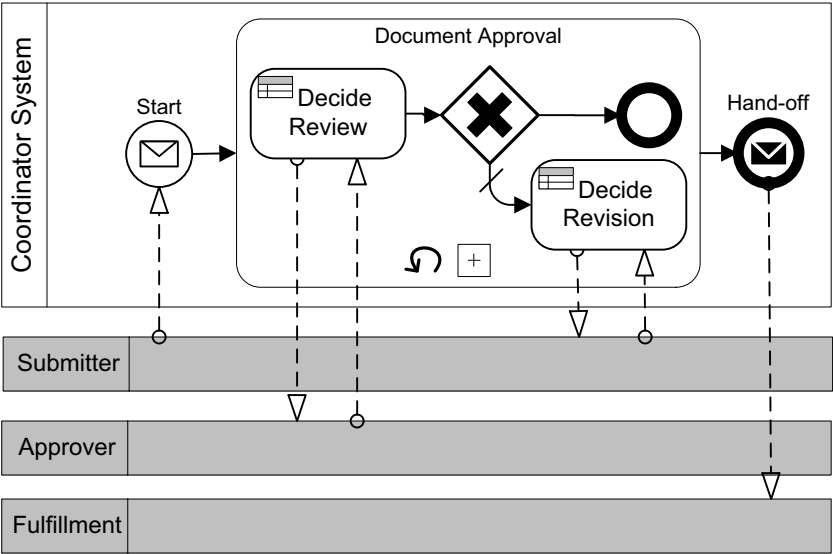 Coordinator System
Document Approval
Start
Decide
Review
Hand-off
Decide
Revision
+
Submitter
Approver
Fulfillment